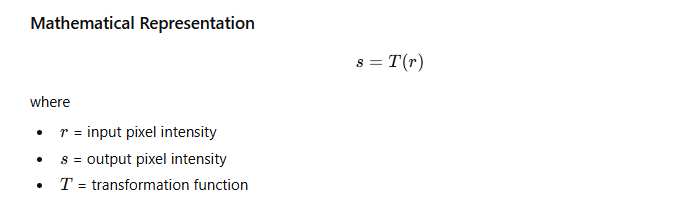 Mathematical Representation
s = T(r)
where
• r = input pixel intensity
• s = output pixel intensity
• T = transformation function